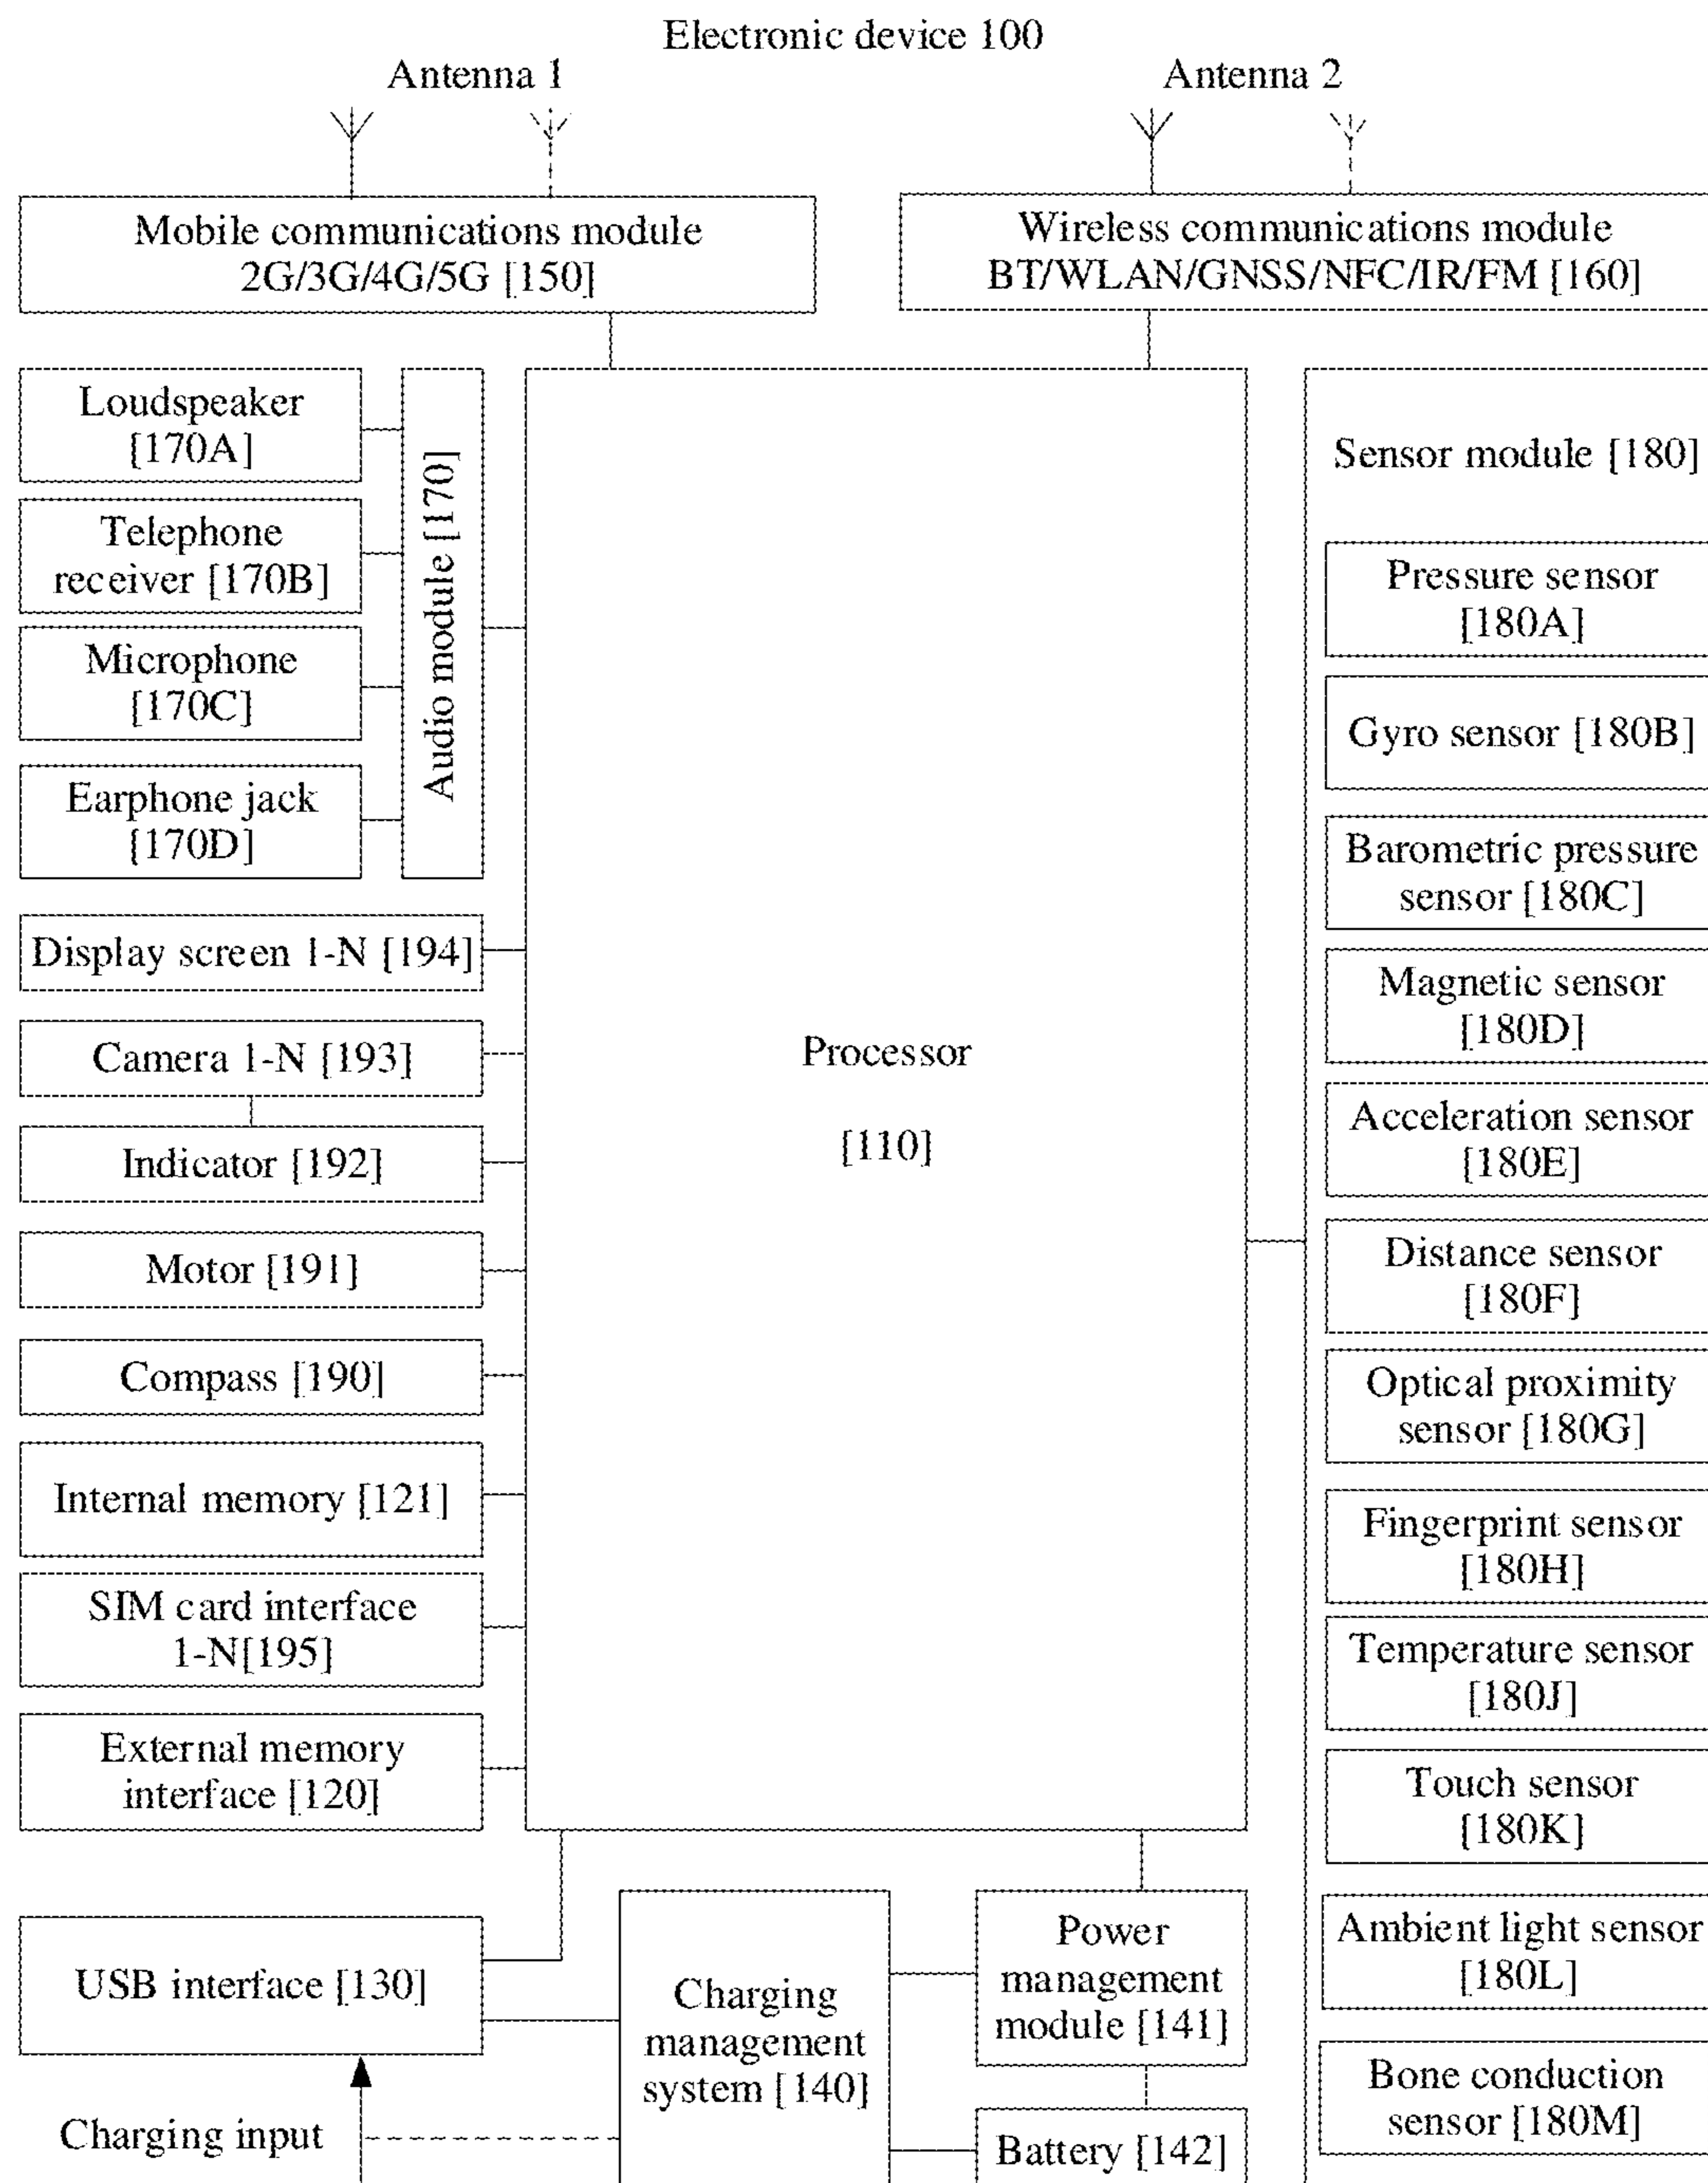 Electronic device 100
Antenna 1
Antenna 2
Mobile communications module
2G/3G/4G/5G [150]
Wireless communications module
BT/WLAN/GNSS/NFC/IR/FM [160]
Loudspeaker
[170A]
Telephone
receiver [170B]
Microphone
[170C]
Earphone jack
[170D]
Audio module [170]
Display screen 1-N [194]
Camera 1-N [193]
Indicator [192]
Motor [191]
Compass [190]
Internal memory [121]
SIM card interface
1-N[195]
External memory
interface [120]
Processor
[110]
Sensor module [180]
Pressure sensor
[180A]
Gyro sensor [180B]
Barometric pressure
sensor [180C]
Magnetic sensor
[180D]
Acceleration sensor
[180E]
Distance sensor
[180F]
Optical proximity
sensor [180G]
Fingerprint sensor
[180H]
Temperature sensor
[180J]
Touch sensor
[180K]
Ambient light sensor
[180L]
Bone conduction
sensor [180M]
USB interface [130]
Charging input
Charging
management
system [140]
Power
management
module [141]
Battery [142]